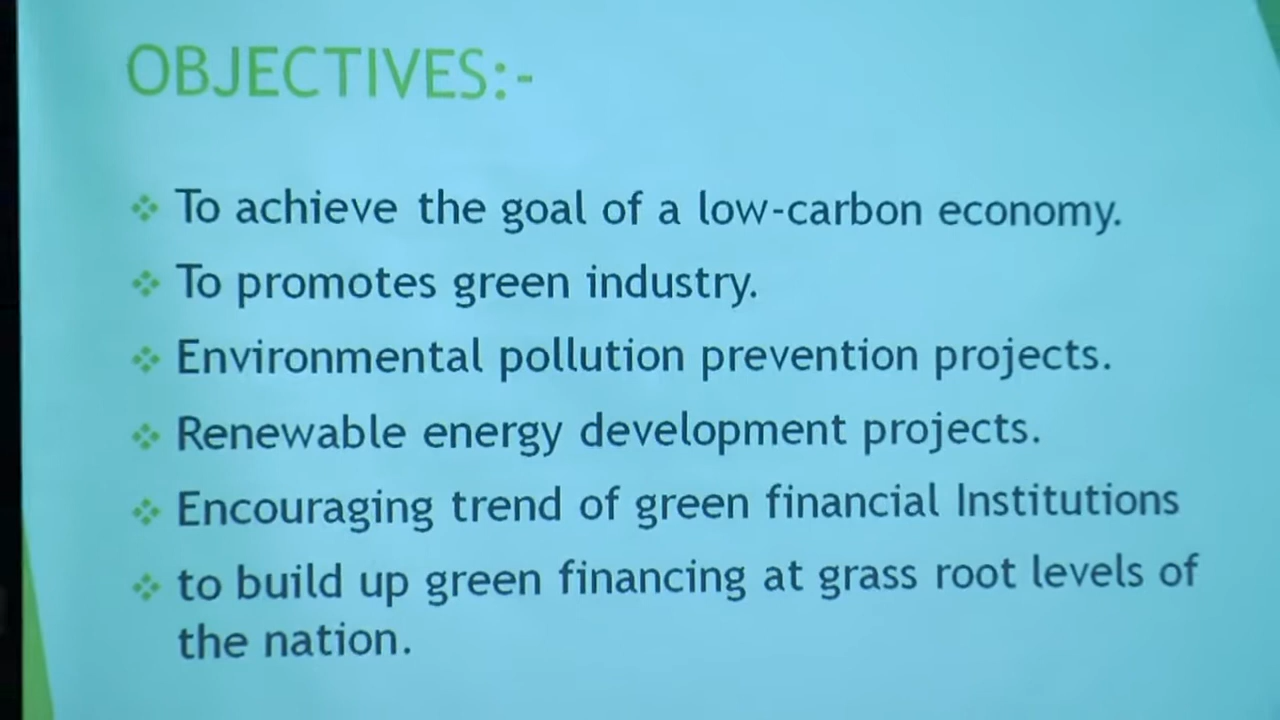 OBJECTIVES:-
To achieve the goal of a low-carbon economy.
To promotes green industry.
Environmental pollution prevention projects.
Renewable energy development projects.
Encouraging trend of green financial Institutions
to build up green financing at grass root levels of
the nation.